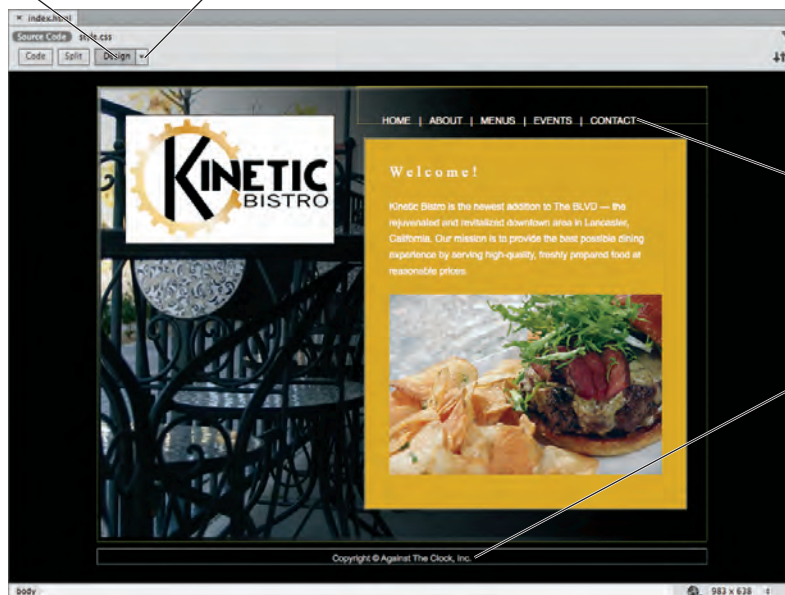 × index.html
Source Code style.css
Code Split Design
HOME | ABOUT | MENUS | EVENTS | CONTACT
KINETIC
BISTRO
Welcome!
Kinetic Bistro is the newest addition to The BLVD — the
rejuvenated and revitalized downtown area in Lancaster,
California. Our mission is to provide the best possible dining
experience by serving high-quality, freshly prepared food at
reasonable prices.
Copyright © Against The Clock, Inc.
body
983 x 638